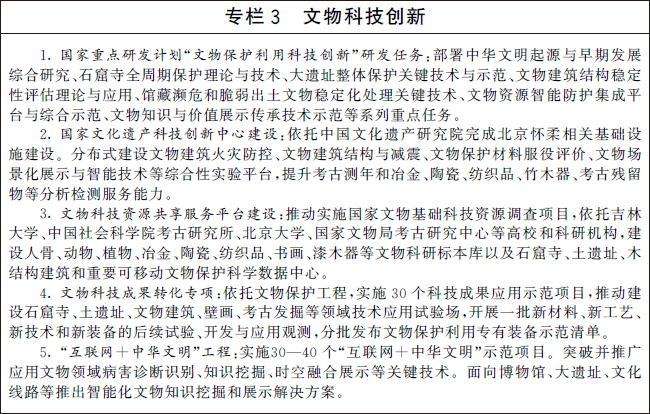 专栏 3 文物科技创新
1. 国家重点研发计划“文物保护利用科技创新”研发任务:部署中华文明起源与早期发展
综合研究、石窟寺全周期保护理论与技术、大遗址整体保护关键技术与示范、文物建筑结构稳定
性评估理论与应用、馆藏濒危和脆弱出土文物稳定化处理关键技术、文物资源智能防护集成平
台与综合示范、文物知识与价值展示传承技术示范等系列重点任务。
2. 国家文化遗产科技创新中心建设:依托中国文化遗产研究院完成北京怀柔相关基础设
施建设。分布式建设文物建筑火灾防控、文物建筑结构与减震、文物保护材料服役评价、文物场
景化展示与智能技术等综合性实验平台,提升考古测年和冶金、陶瓷、纺织品、竹木器、考古残留
物等分析检测服务能力。
3. 文物科技资源共享服务平台建设:推动实施国家文物基础科技资源调查项目,依托吉林
大学、中国社会科学院考古研究所、北京大学、国家文物局考古研究中心等高校和科研机构,建
设人骨、动物、植物、冶金、陶瓷、纺织品、书画、漆木器等文物科研标本库以及石窟寺、土遗址、木
结构建筑和重要可移动文物保护科学数据中心。
4. 文物科技成果转化专项:依托文物保护工程,实施 30 个科技成果应用示范项目,推动建
设石窟寺、土遗址、文物建筑、壁画、考古发掘等领域技术应用试验场,开展一批新材料、新工艺、
新技术和新装备的后续试验、开发与应用观测,分批发布文物保护利用专有装备示范清单。
5. “互联网＋中华文明”工程:实施30—40 个“互联网＋中华文明”示范项目。突破并推广
应用文物领域病害诊断识别、知识挖掘、时空融合展示等关键技术。面向博物馆、大遗址、文化
线路等推出智能化文物知识挖掘和展示解决方案。